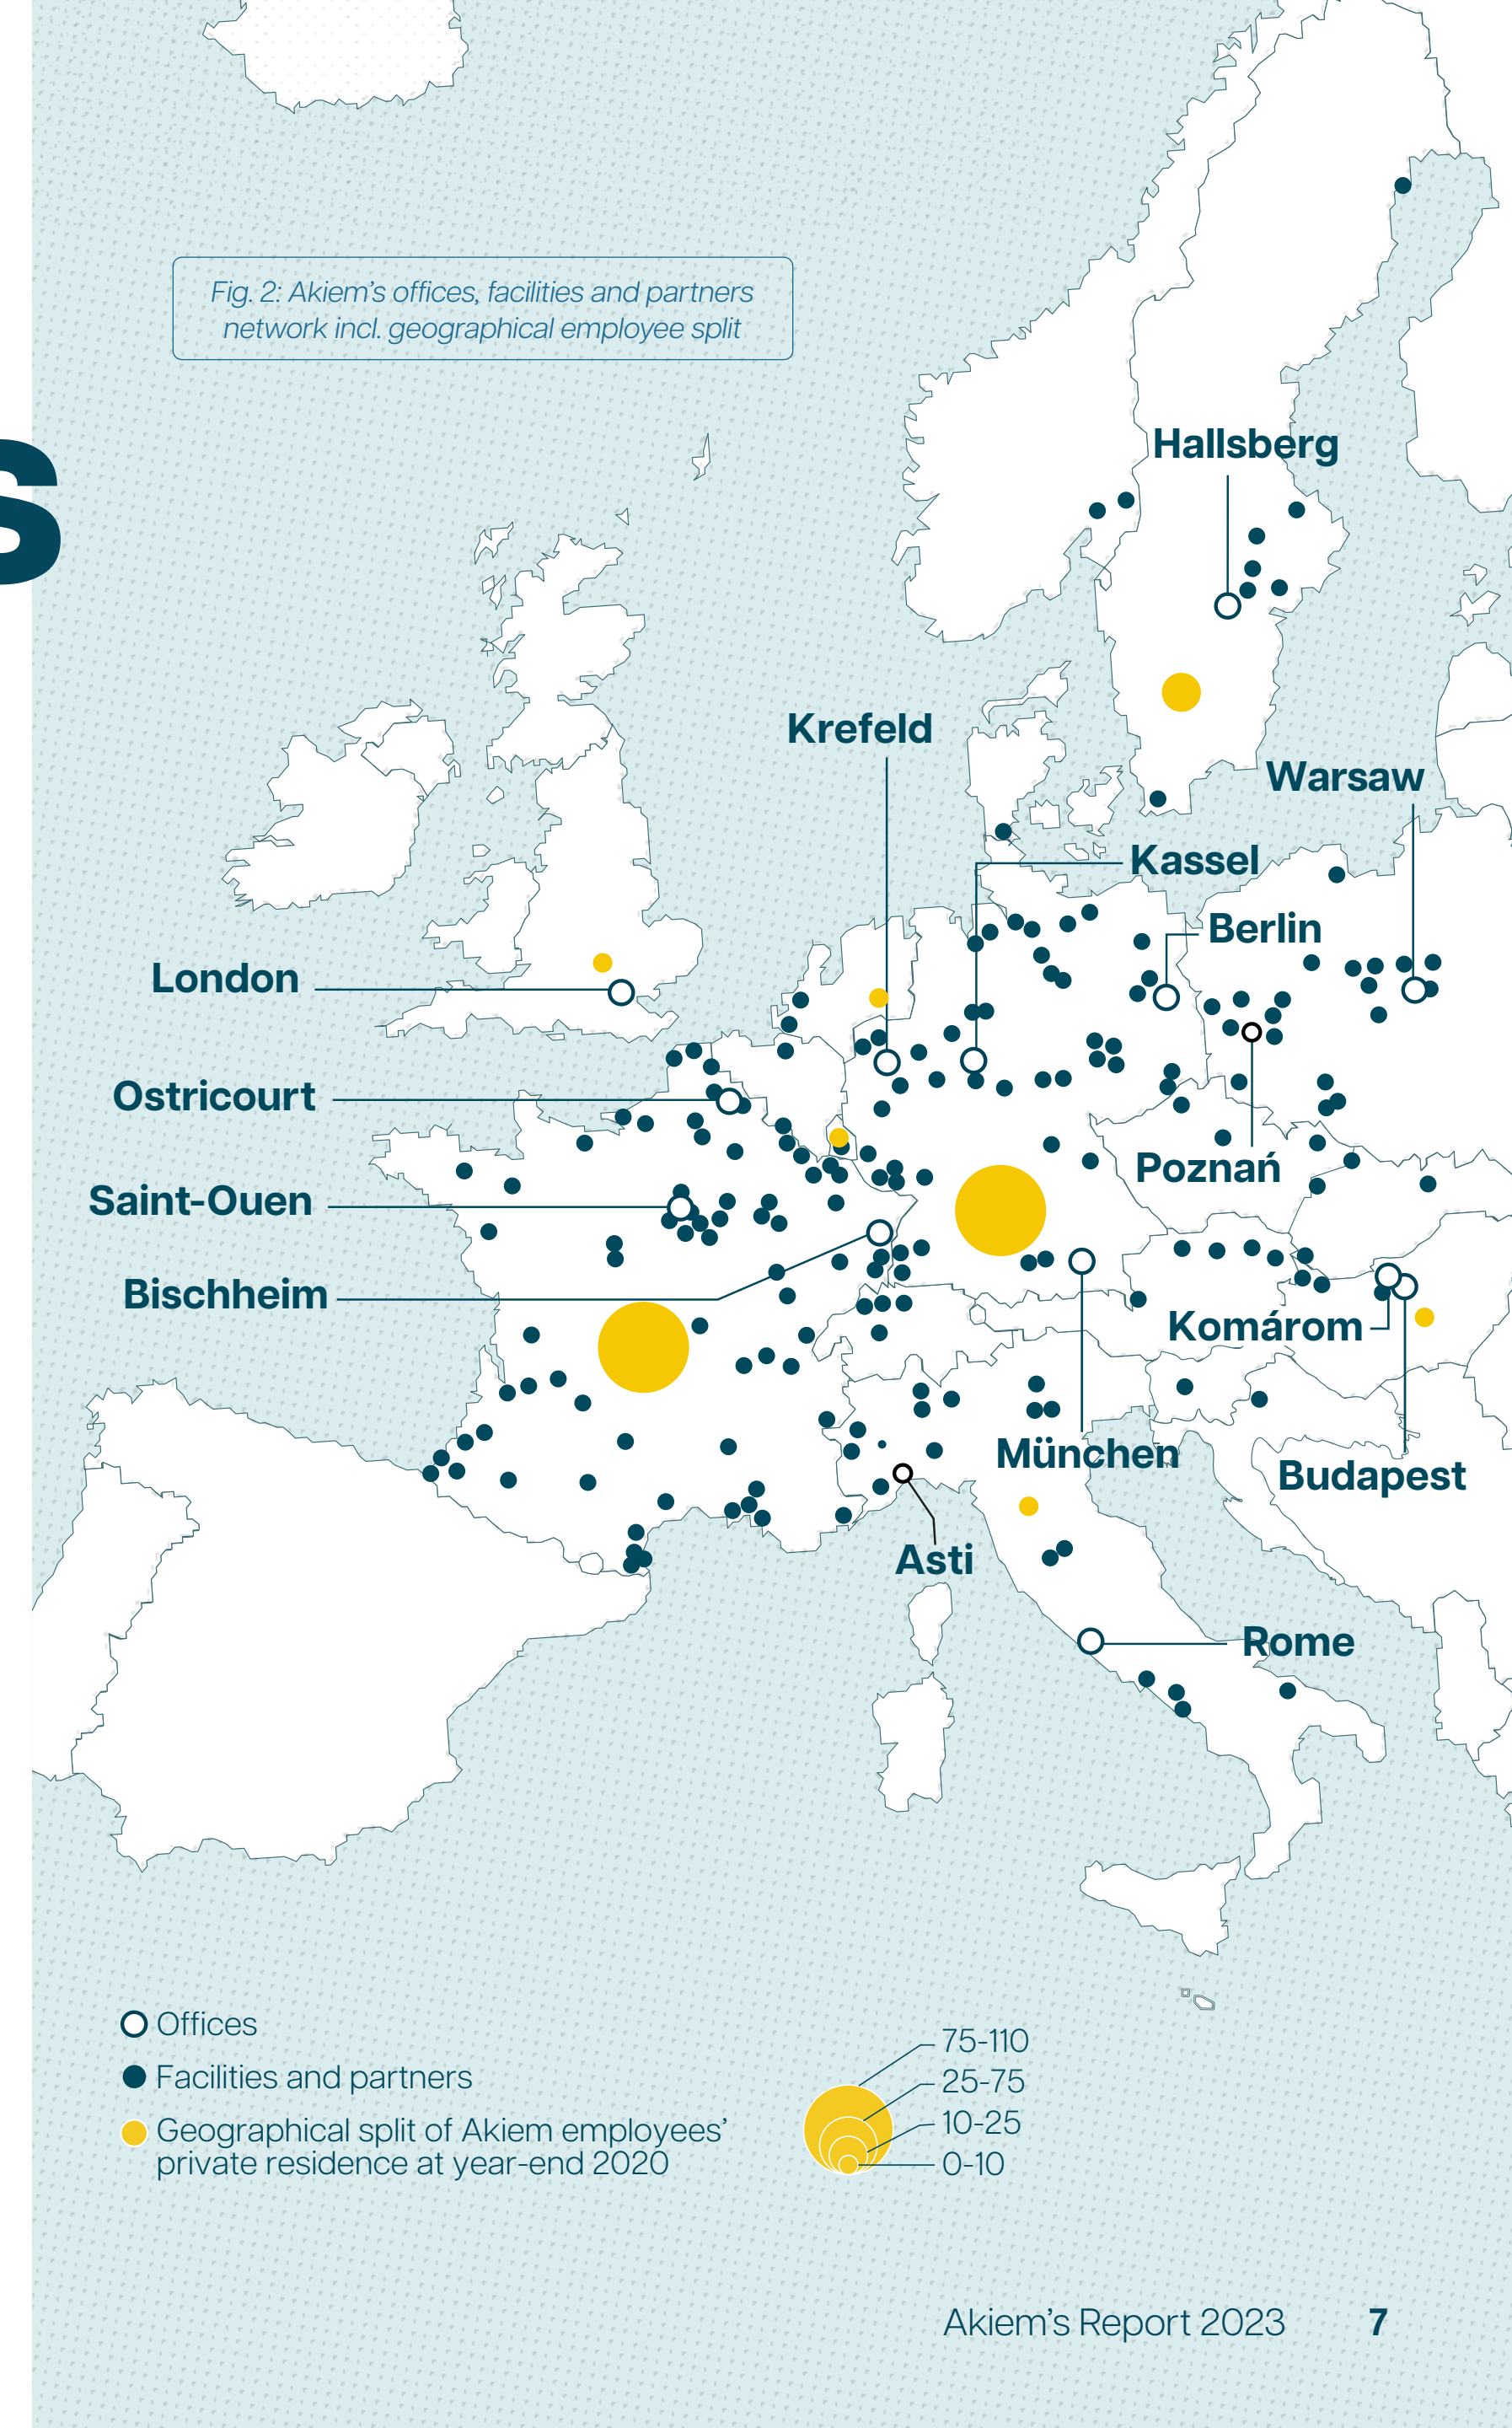 s
Fig. 2: Akiem’s offices, facilities and partners
network incl. geographical employee split
Hallsberg
Krefeld
Warsaw
Kassel
Berlin
London
Ostricourt
Poznań
Saint-Ouen
Bischheim
Komárom
München
Budapest
Asti
Rome
Offices
Facilities and partners
Geographical split of Akiem employees’
private residence at year-end 2020
75-110
25-75
10-25
0-10
Akiem’s Report 2023 7